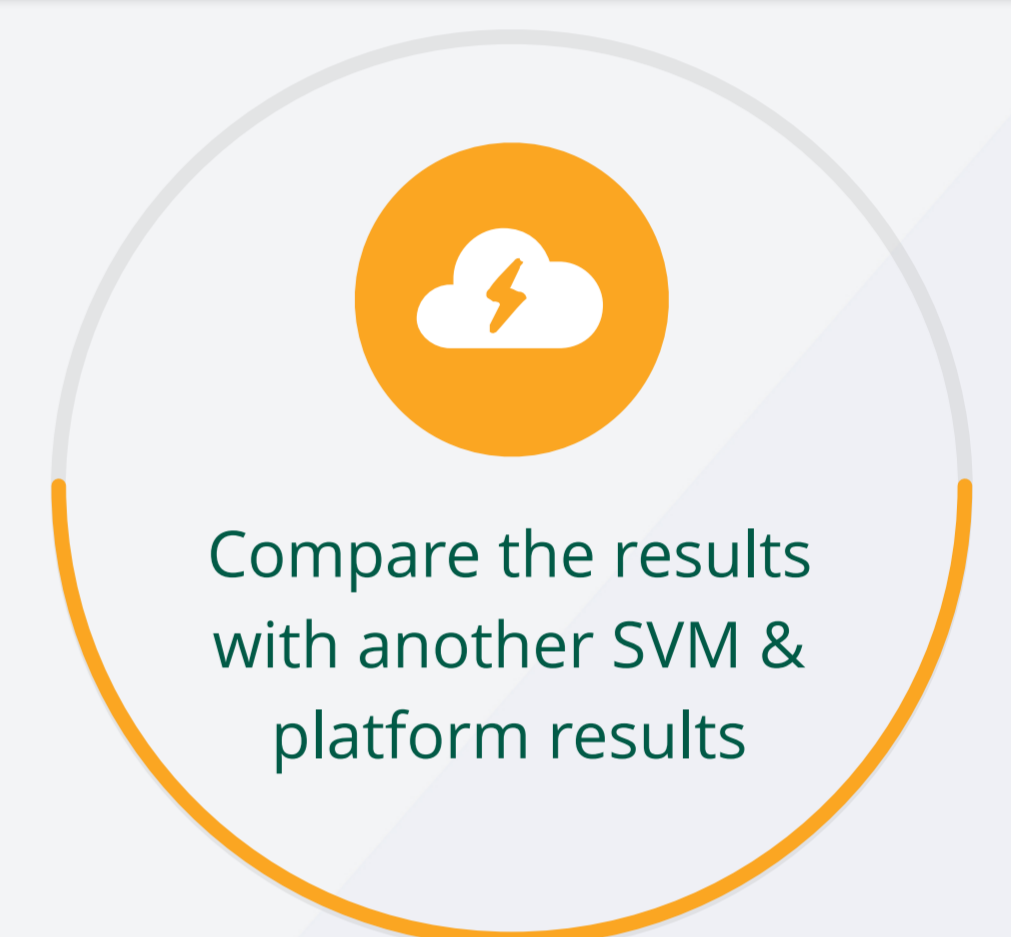 Compare the results
with another SVM &
platform results